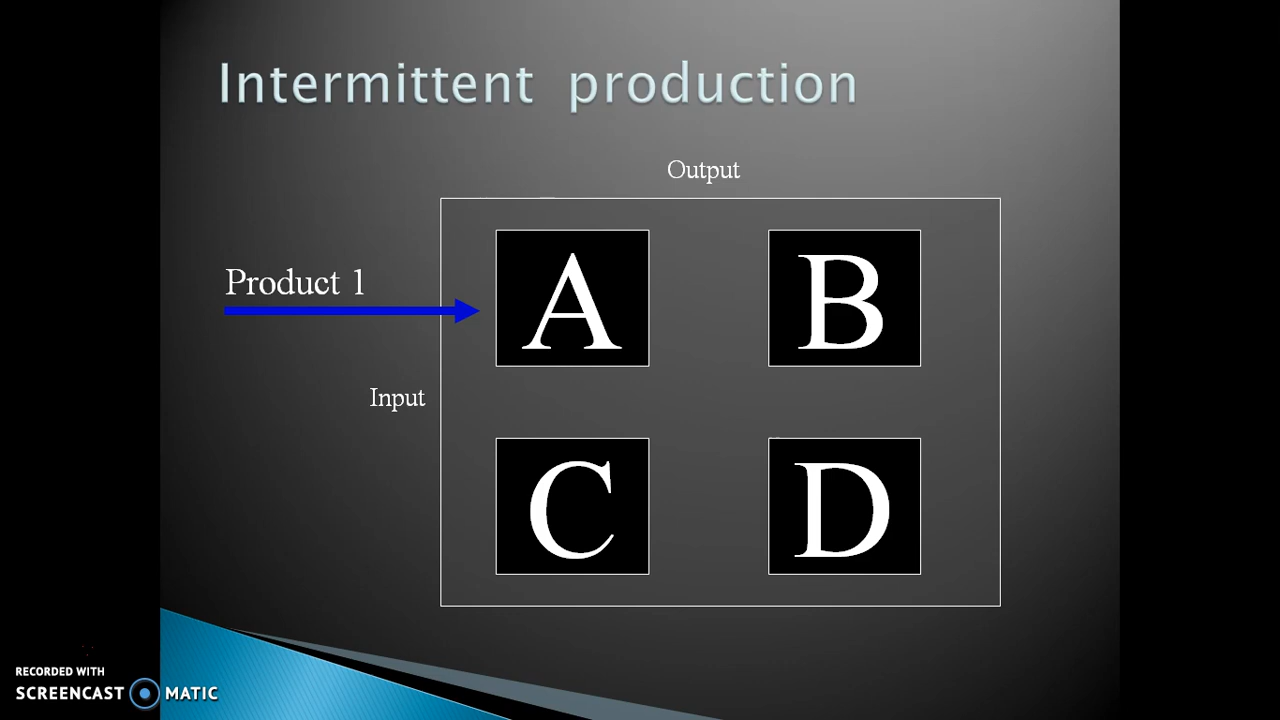 Intermittent production
Output
Product 1
A B
Input
C D
RECORDED WITH
SCREENCAST MATIC